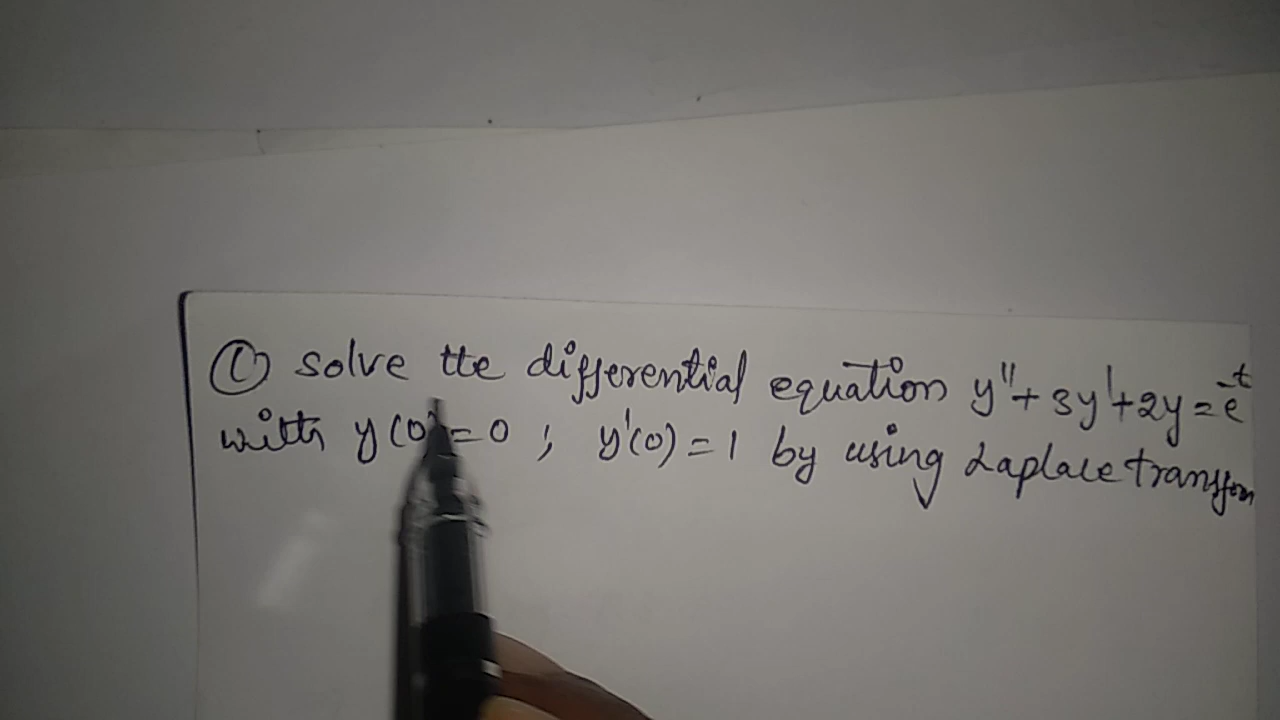 ① solve the differential equation y''+3y'+2y=e^-t
with y(0)=0 ; y'(0)=1 by using Laplace transform